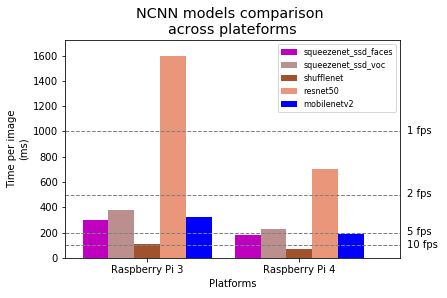 NCNN models comparison
across plateforms
squeezenet_ssd_faces
squeezenet_ssd_voc
shufflenet
resnet50
mobilenetv2
Time per image
(ms)
1600
1400
1200
1000
800
600
400
200
0
1 fps
2 fps
5 fps
10 fps
Raspberry Pi 3
Raspberry Pi 4
Platforms